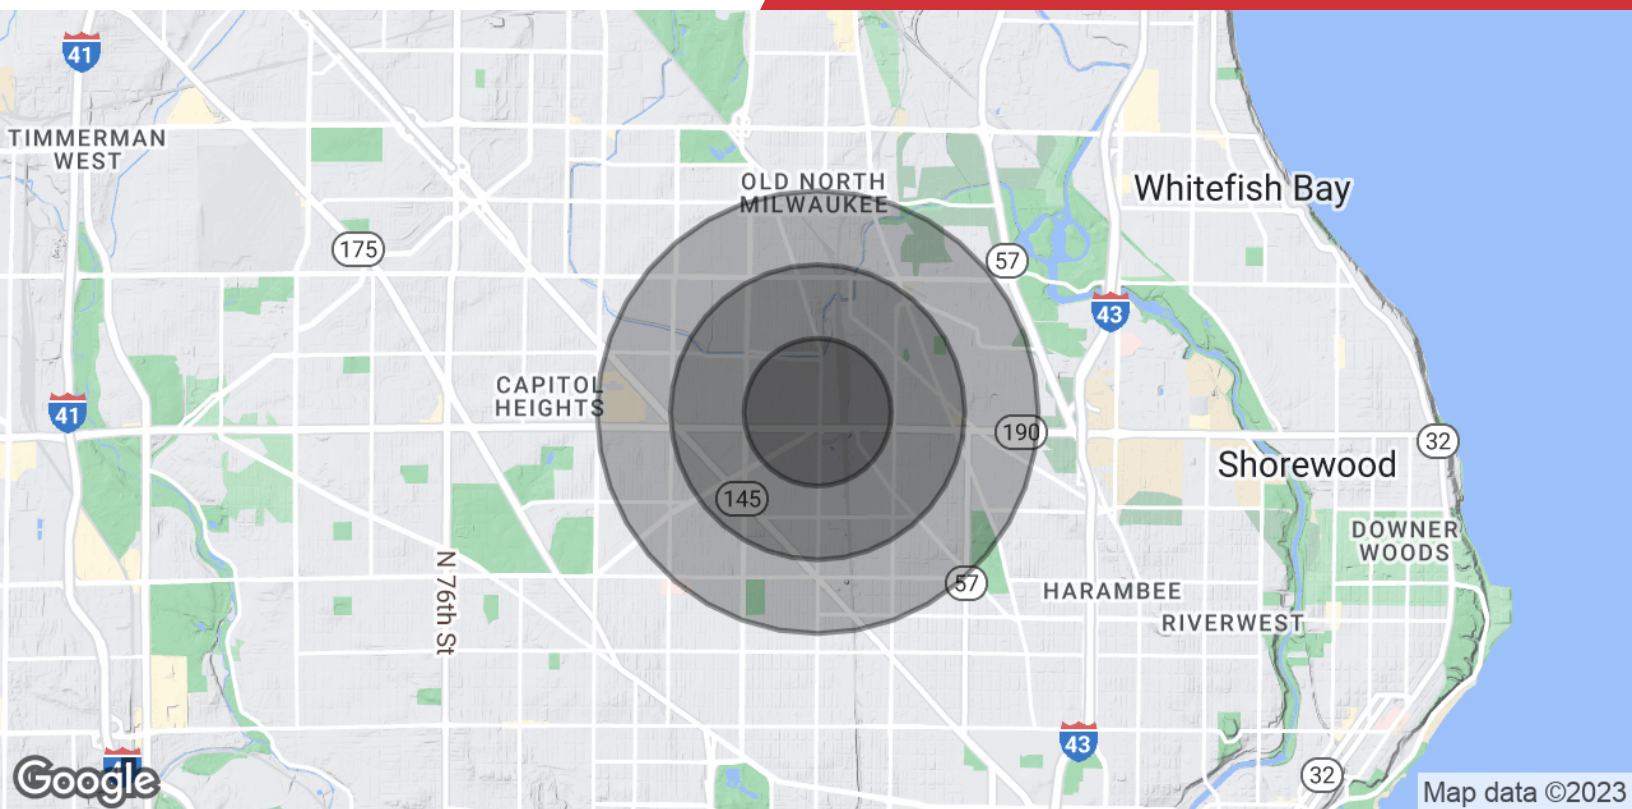 41
TIMMERMAN
WEST
OLD NORTH
MILWAUKEE
Whitefish Bay
175
57
43
CAPITOL
HEIGHTS
41
190
32
Shorewood
145
DOWNER
WOODS
N 76th St
57
HARAMBEE
RIVERWEST
43
32
Google
Map data ©2023